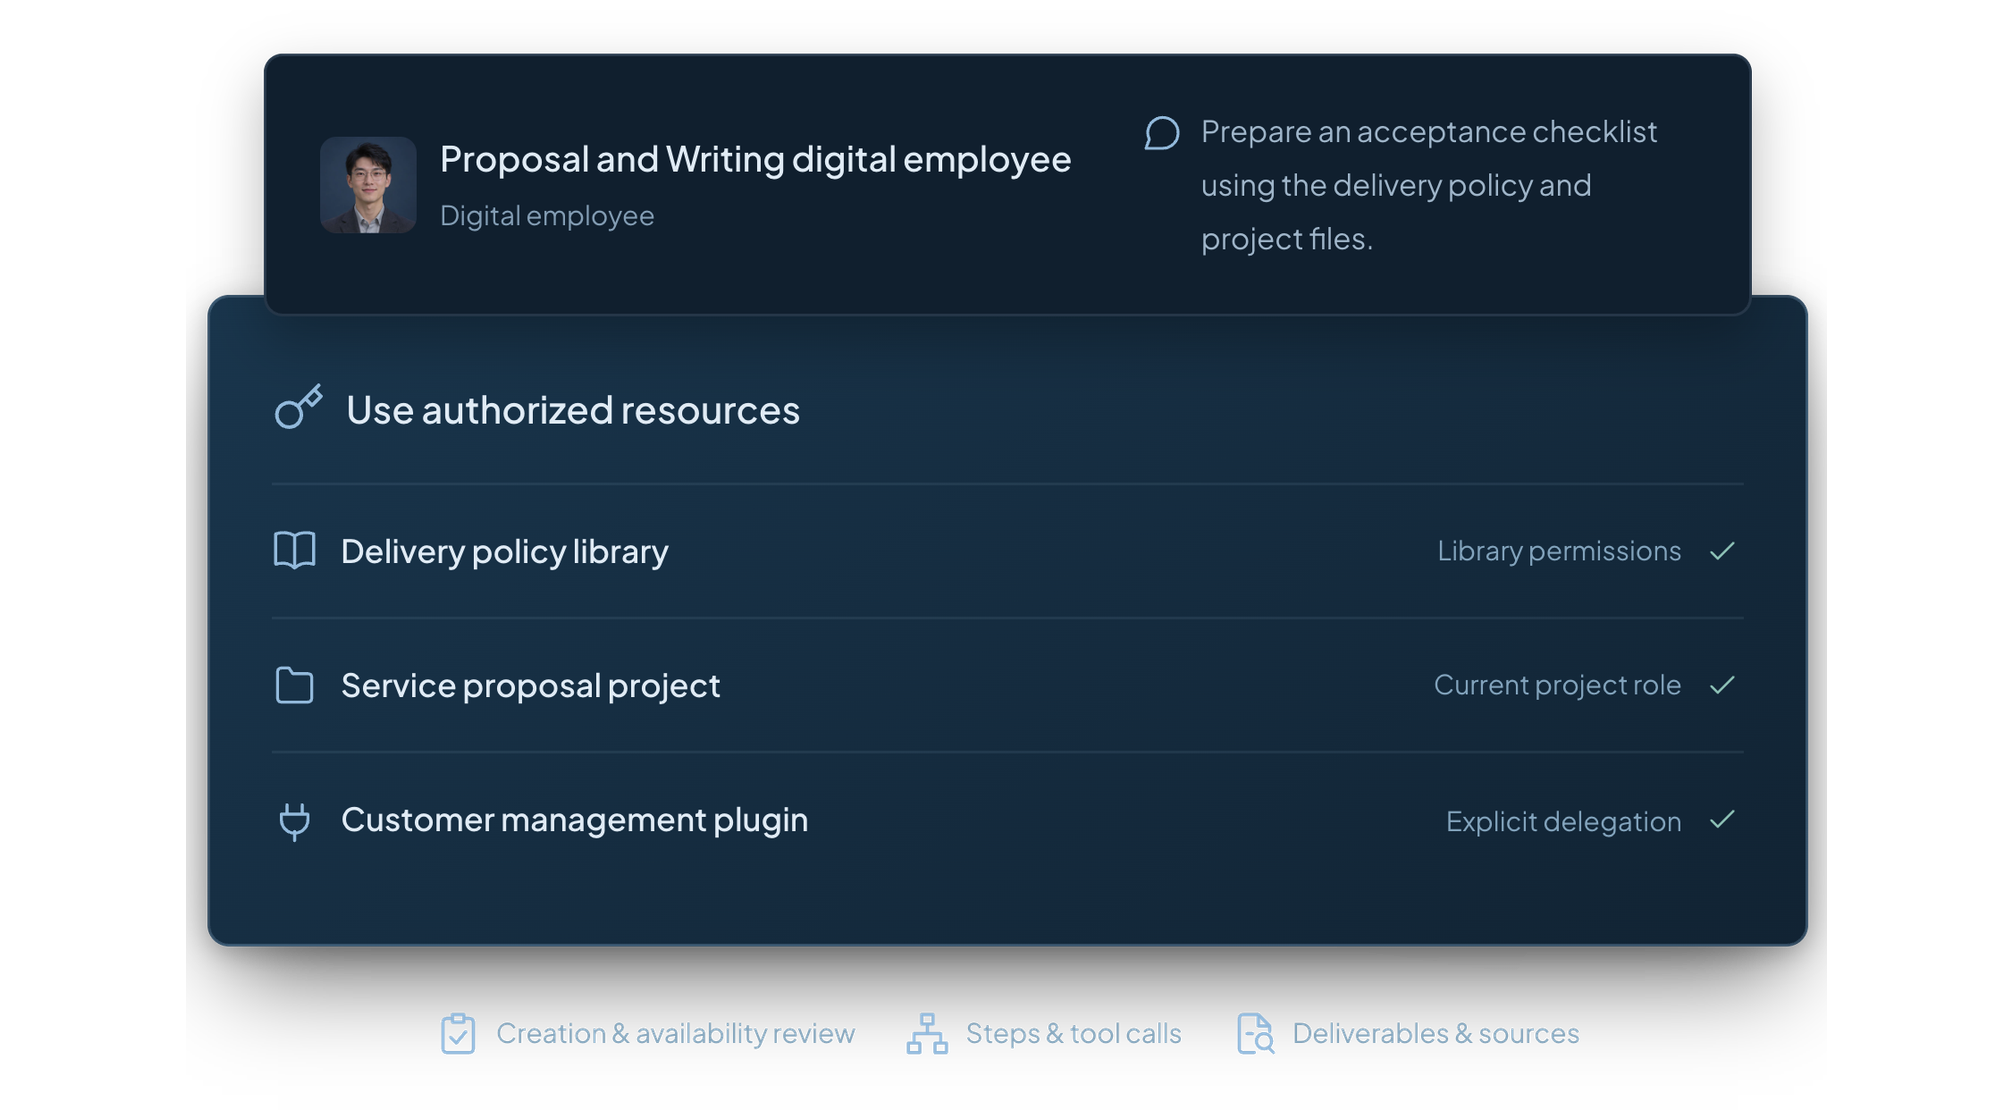 Proposal and Writing digital employee
Digital employee
Prepare an acceptance checklist
using the delivery policy and
project files.
Use authorized resources
Delivery policy library
Library permissions
Service proposal project
Current project role
Customer management plugin
Explicit delegation
Creation & availability review
Steps & tool calls
Deliverables & sources